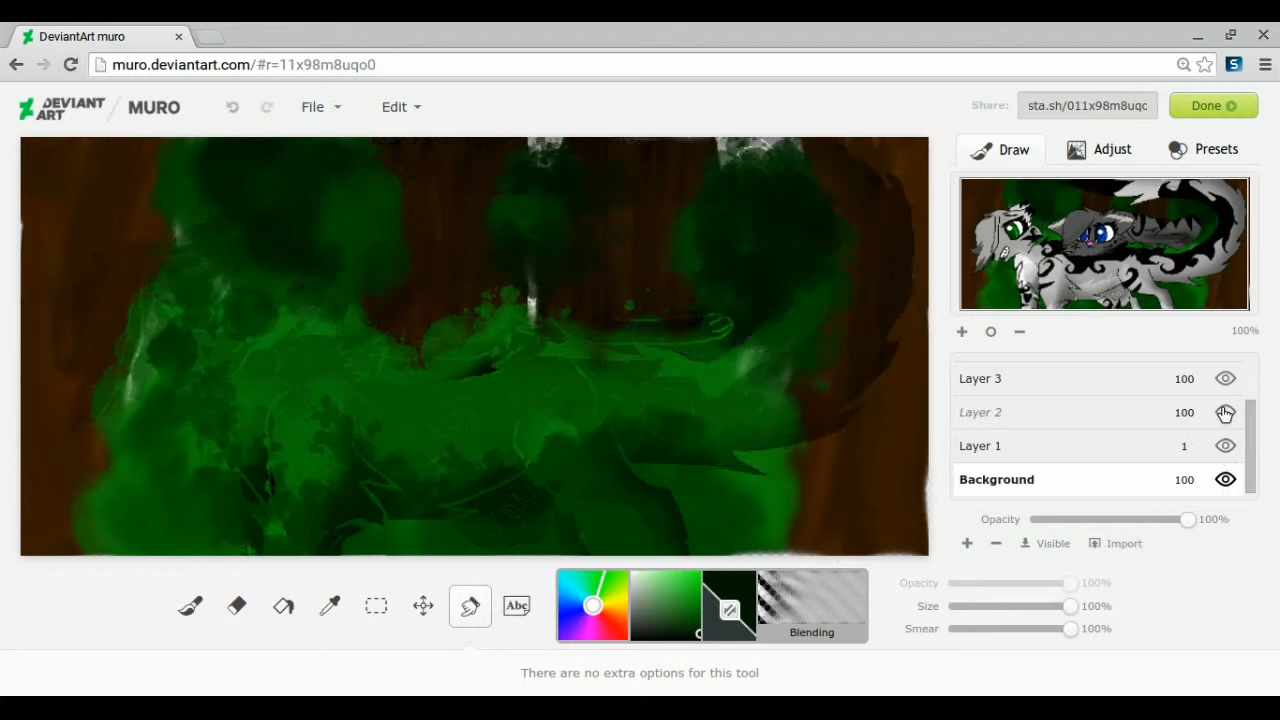 DeviantArt muro
muro.deviantart.com/#r=11x98m8uqo0
S
DEVIANT
ART
MURO
File
Edit
Share:
sta.sh/011x98m8uqc
Done
Draw
Adjust
Presets
100%
Layer 3 100
Layer 2 100
Layer 1 1
Background 100
Opacity 100%
Visible
Import
Abc
Blending
Opacity 100%
Size 100%
Smear 100%
There are no extra options for this tool